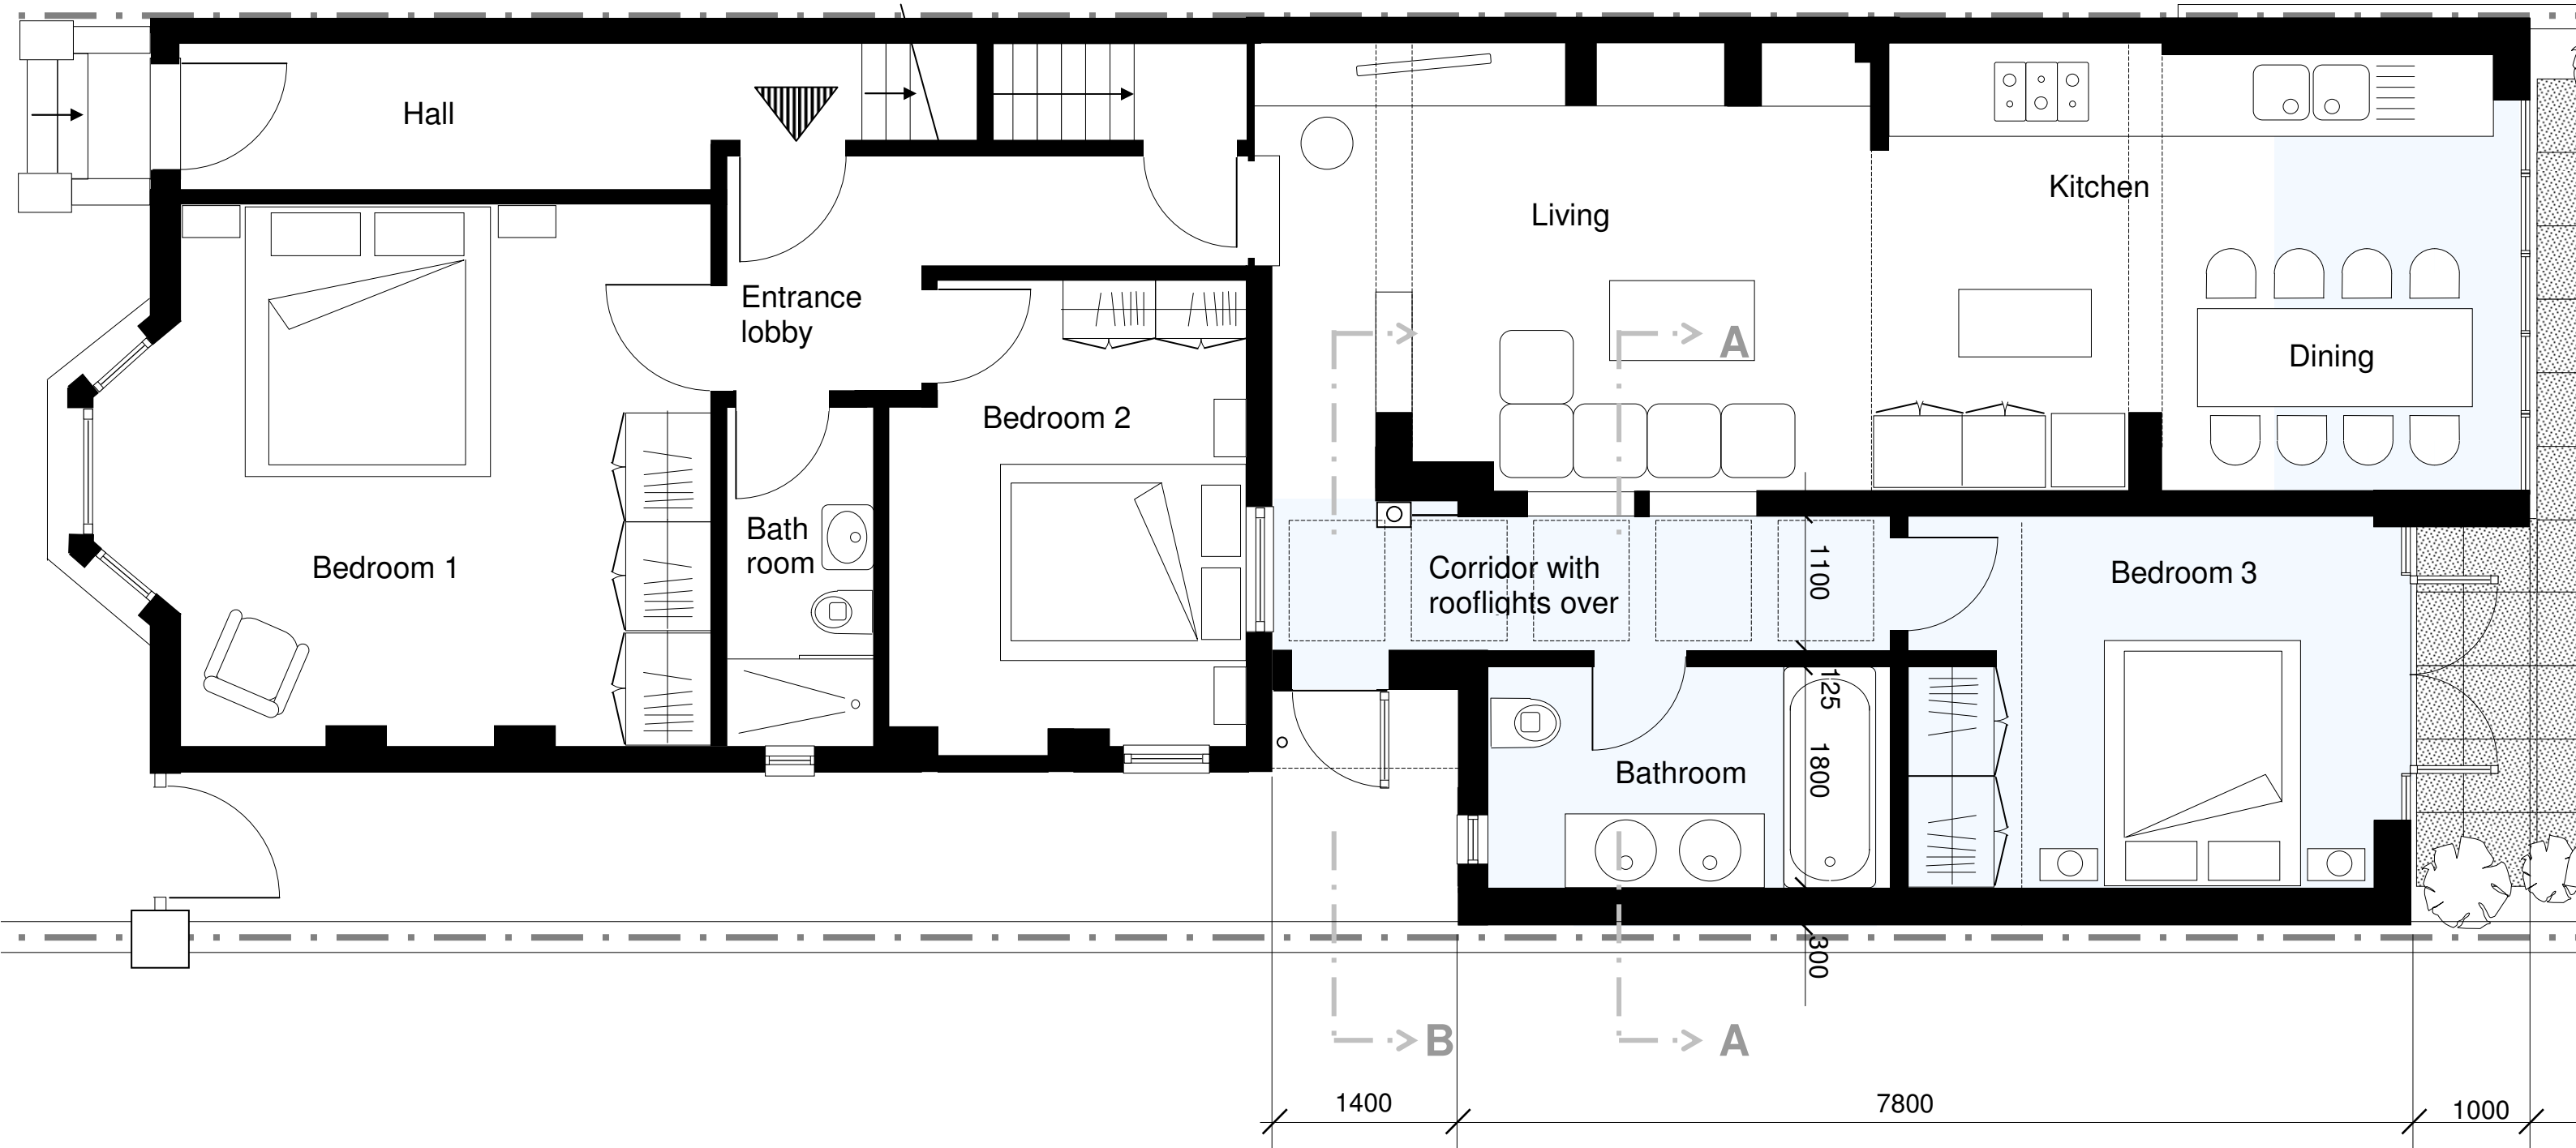 Hall
Living
Kitchen
Entrance
lobby
A
Dining
Bedroom 2
Bath
room
Bedroom 1
Corridor with
rooflights over
1100
Bedroom 3
125
Bathroom
1800
300
B
A
1400
7800
1000